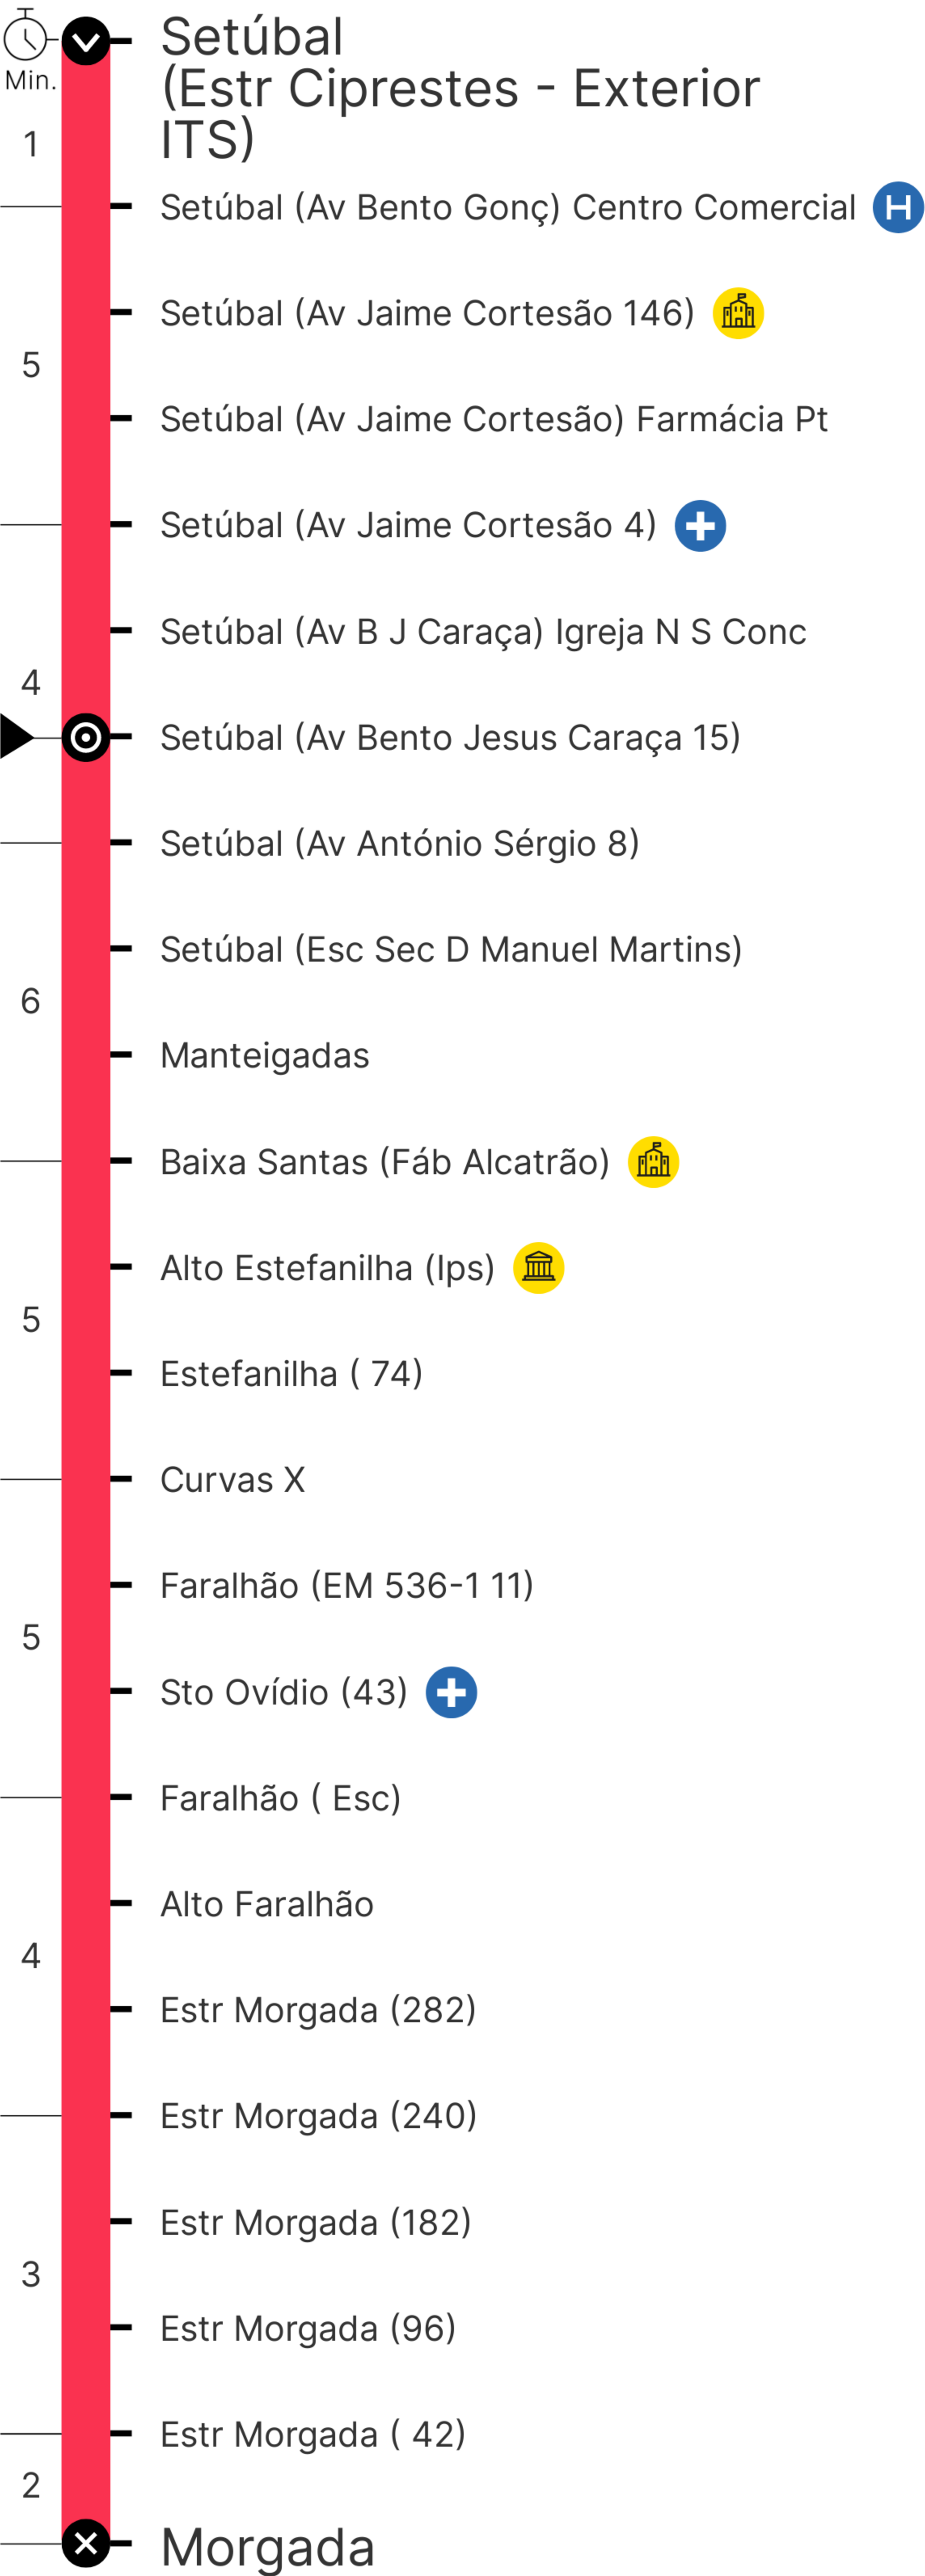 Setúbal
(Estr Ciprestes - Exterior
ITS)
Min.
1
Setúbal (Av Bento Gonç) Centro Comercial H
Setúbal (Av Jaime Cortesão 146)
5
Setúbal (Av Jaime Cortesão) Farmácia Pt
Setúbal (Av Jaime Cortesão 4)
Setúbal (Av B J Caraça) Igreja N S Conc
4
Setúbal (Av Bento Jesus Caraça 15)
Setúbal (Av António Sérgio 8)
Setúbal (Esc Sec D Manuel Martins)
6
Manteigadas
Baixa Santas (Fáb Alcatrão)
Alto Estefanilha (Ips)
5
Estefanilha ( 74)
Curvas X
Faralhão (EM 536-1 11)
5
Sto Ovídio (43)
Faralhão ( Esc)
Alto Faralhão
4
Estr Morgada (282)
Estr Morgada (240)
Estr Morgada (182)
3
Estr Morgada (96)
Estr Morgada ( 42)
2
Morgada